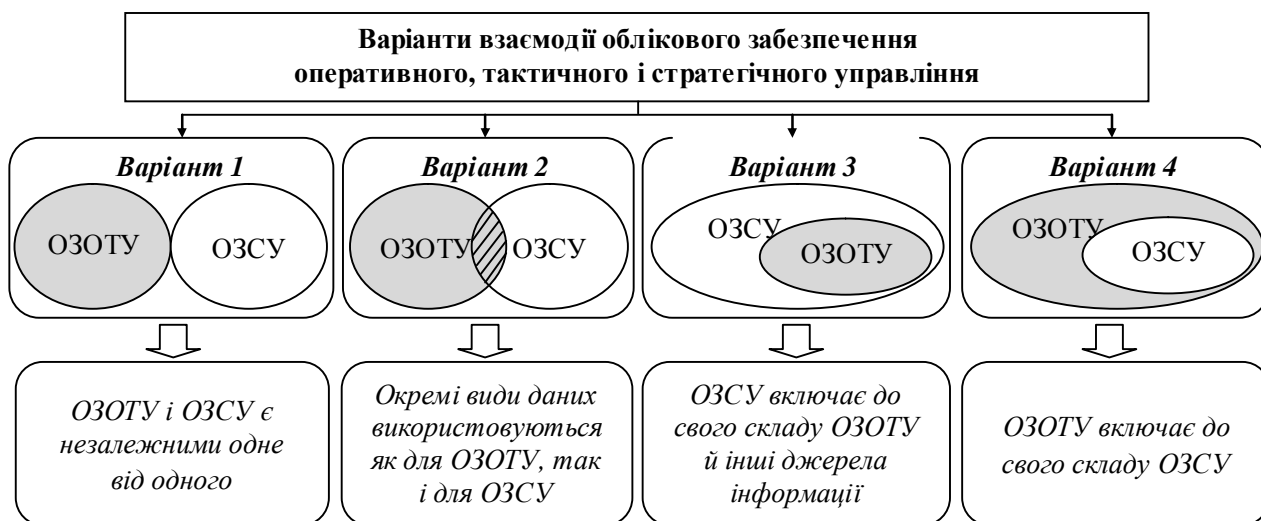 Варіанти взаємодії облікового забезпечення
оперативного, тактичного і стратегічного управління
Варіант 1
ОЗОТУ
ОЗСУ
ОЗОТУ і ОЗСУ є
незалежними одне
від одного
Варіант 2
ОЗОТУ
ОЗСУ
Окремі види даних
використовуються
як для ОЗОТУ, так
і для ОЗСУ
Варіант 3
ОЗСУ
ОЗОТУ
ОЗСУ включає до
свого складу ОЗОТУ
й інші джерела
інформації
Варіант 4
ОЗОТУ
ОЗСУ
ОЗОТУ включає до
свого складу ОЗСУ